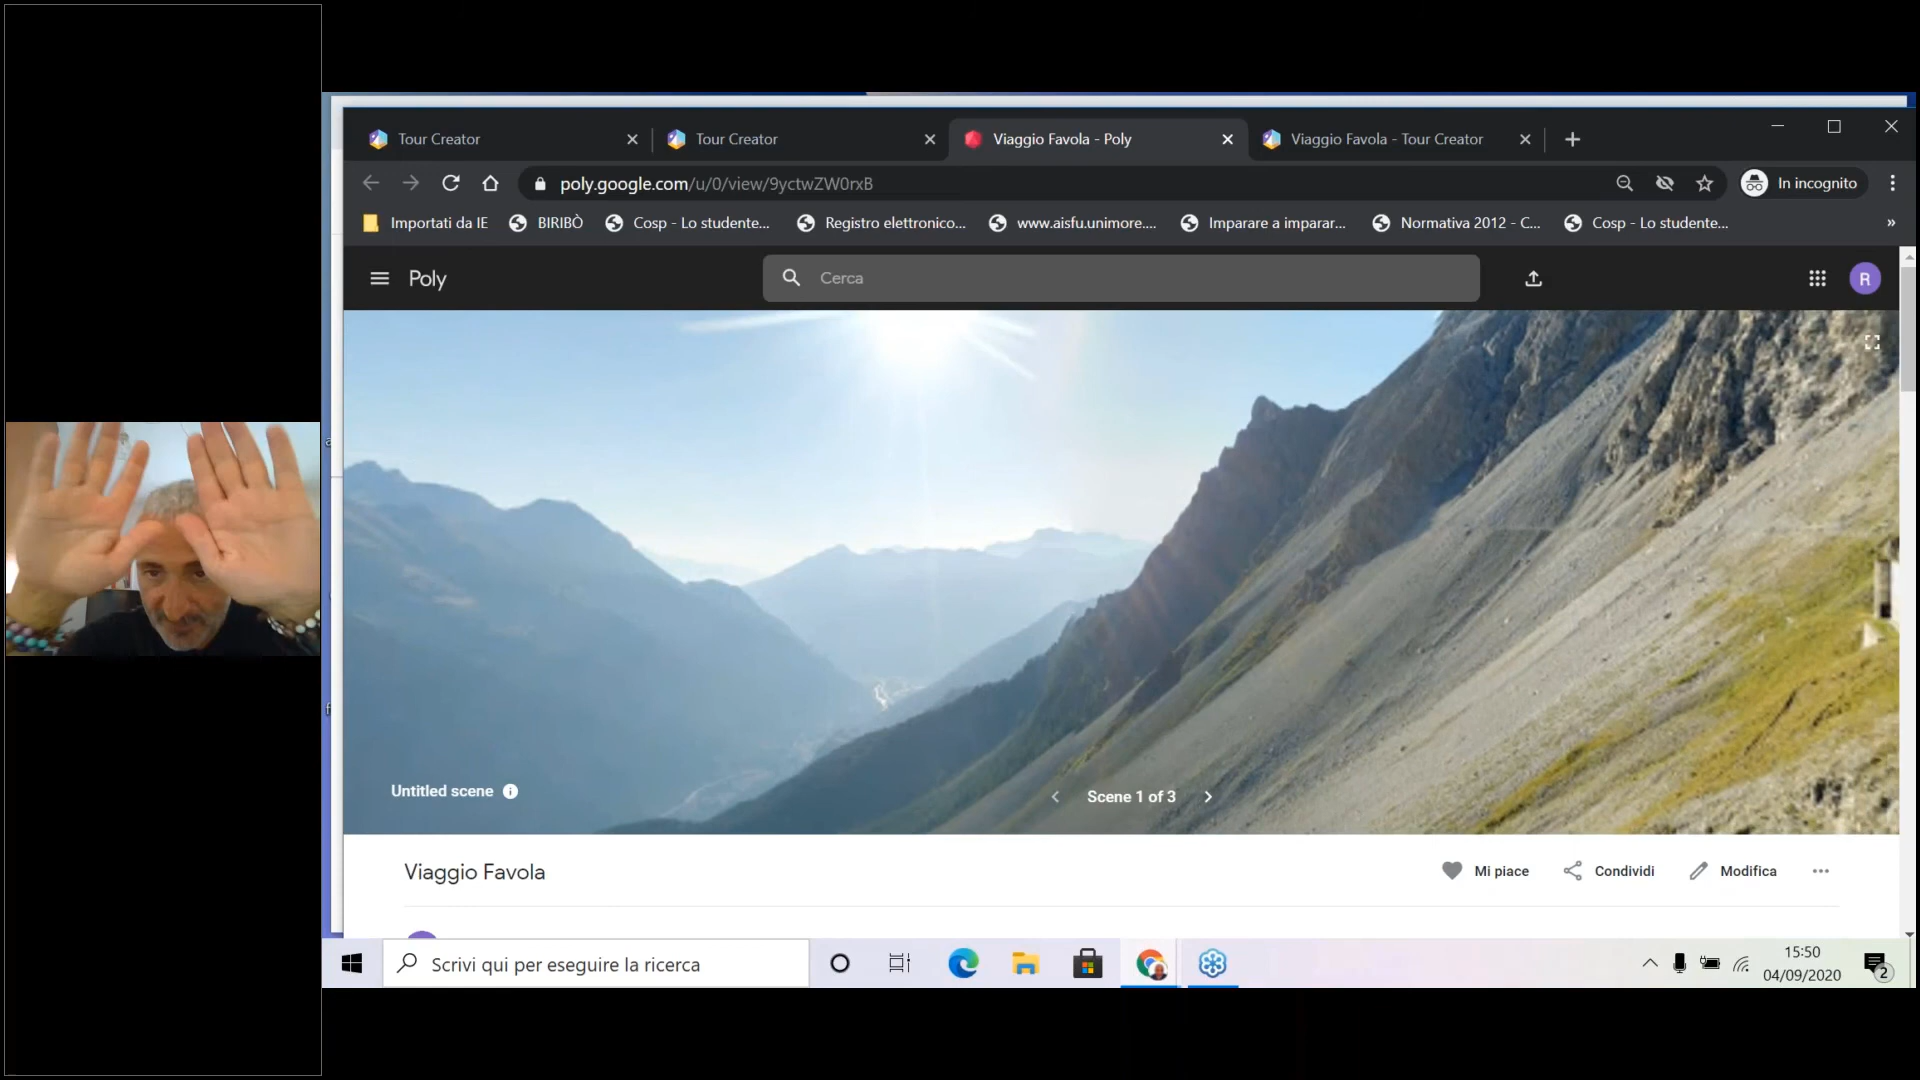 Tour Creator
Tour Creator
Viaggio Favola - Poly
Viaggio Favola - Tour Creator
poly.google.com/u/0/view/9yctwZW0rxB
In incognito
Importati da IE
BIRIBÒ
Cosp - Lo studente...
Registro elettronico...
www.aisfu.unimore....
Imparare a imparar...
Normativa 2012 - C...
Cosp - Lo studente...
»
Poly
Cerca
R
Untitled scene
Scene 1 of 3
Viaggio Favola
Mi piace
Condividi
Modifica
Scrivi qui per eseguire la ricerca
15:50
04/09/2020
2